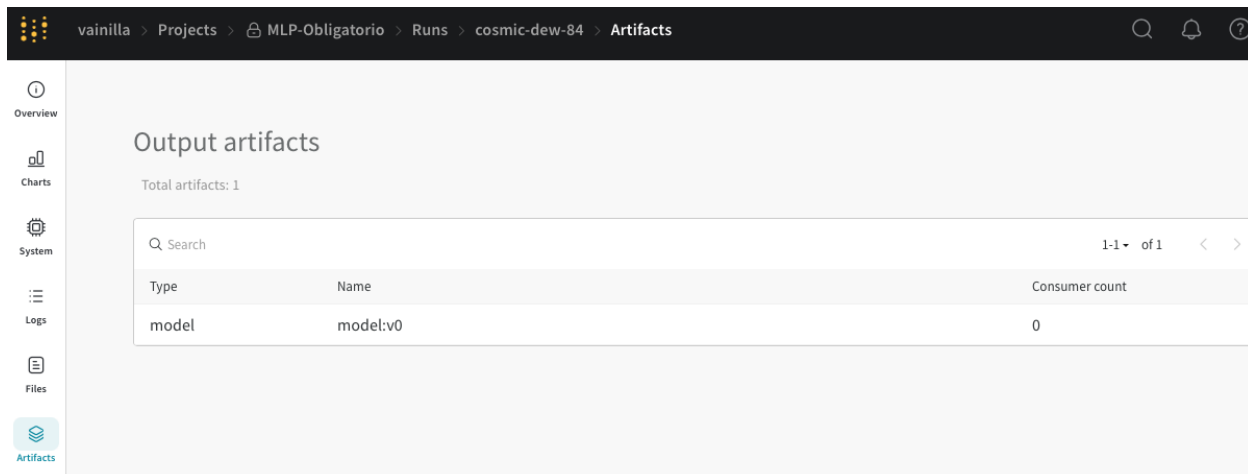 vainilla > Projects > MLP-Obligatorio > Runs > cosmic-dew-84 > Artifacts
Overview
Charts
System
Logs
Files
Artifacts
Output artifacts
Total artifacts: 1
Search
1-1 of 1
Type Name Consumer count
model model:v0 0